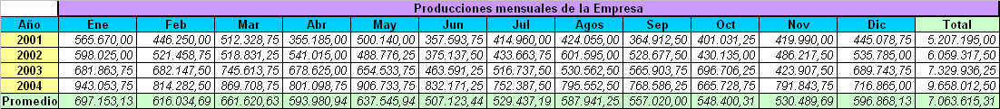 Producciones mensuales de la Empresa
Año Ene Feb Mar Abr May Jun Jul Agos Sep Oct Nov Dic Total
2001 565.670,00 446.250,00 512.328,75 355.185,00 500.140,00 357.593,75 414.960,00 424.055,00 364.912,50 401.031,25 419.990,00 445.078,75 5.207.195,00
2002 598.025,00 521.458,75 518.831,25 541.015,00 488.776,25 375.137,50 433.663,75 601.595,00 528.677,50 430.135,00 486.217,50 535.785,00 6.059.317,50
2003 681.863,75 682.147,50 745.613,75 678.625,00 654.533,75 463.591,25 516.737,50 530.562,50 565.903,75 696.706,25 423.907,50 689.743,75 7.329.936,25
2004 943.053,75 814.282,50 869.708,75 801.098,75 906.733,75 832.171,25 752.387,50 795.552,50 768.586,25 665.728,75 791.843,75 716.865,00 9.658.012,50
Promedio 697.153,13 616.034,69 661.620,63 593.980,94 637.545,94 507.123,44 529.437,19 587.941,25 557.020,00 548.400,31 530.489,69 596.868,13 7.063.615,31